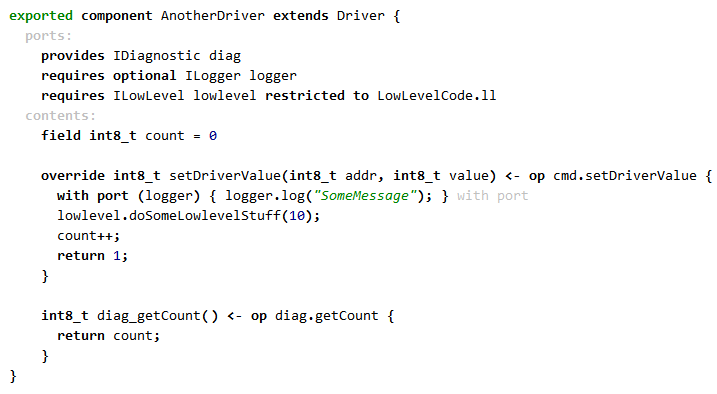 exported component AnotherDriver extends Driver {
  ports:
    provides IDiagnostic diag
    requires optional ILogger logger
    requires ILowLevel lowlevel restricted to LowLevelCode.ll
  contents:
    field int8_t count = 0

    override int8_t setDriverValue(int8_t addr, int8_t value) <- op cmd.setDriverValue {
      with port (logger) { logger.log("SomeMessage"); } with port
      lowlevel.doSomeLowlevelStuff(10);
      count++;
      return 1;
    }

    int8_t diag_getCount() <- op diag.getCount {
      return count;
    }
}